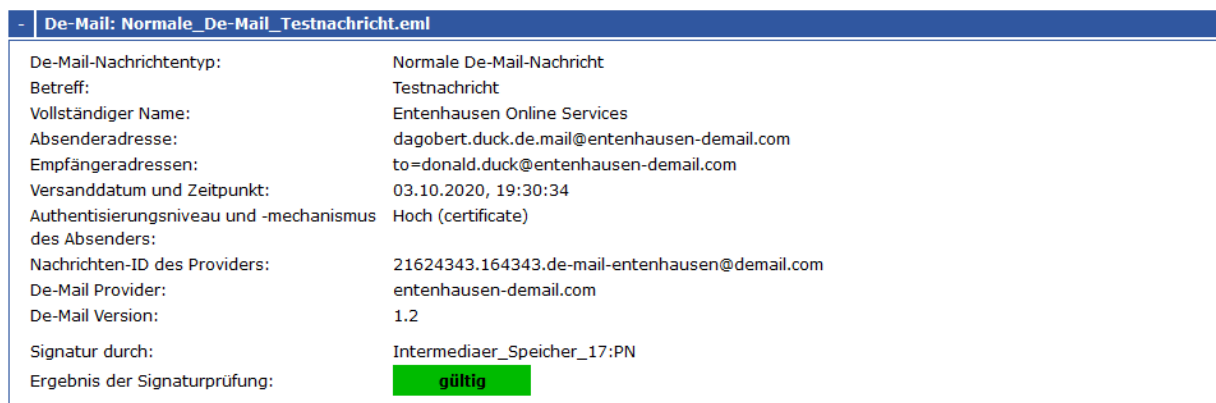 - De-Mail: Normale_De-Mail_Testnachricht.eml
De-Mail-Nachrichtentyp: Normale De-Mail-Nachricht
Betreff: Testnachricht
Vollständiger Name: Entenhausen Online Services
Absenderadresse: dagobert.duck.de.mail@entenhausen-demail.com
Empfängeradressen: to=donald.duck@entenhausen-demail.com
Versanddatum und Zeitpunkt: 03.10.2020, 19:30:34
Authentisierungsniveau und -mechanismus Hoch (certificate)
des Absenders:
Nachrichten-ID des Providers: 21624343.164343.de-mail-entenhausen@demail.com
De-Mail Provider: entenhausen-demail.com
De-Mail Version: 1.2
Signatur durch: Intermediaer_Speicher_17:PN
Ergebnis der Signaturprüfung: gültig